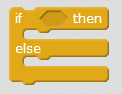 if then
else